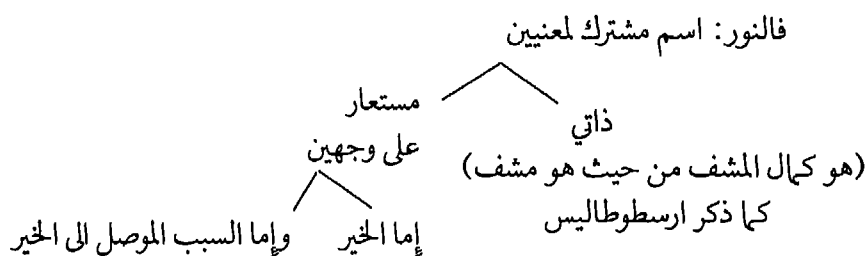 فالنور: اسم مشترك لمعنيين
ذاتي
(هو كمال المشف من حيث هو مشف)
كما ذكر ارسطوطاليس
مستعار
على وجهين
إما الخير
وإما السبب الموصل الى الخير